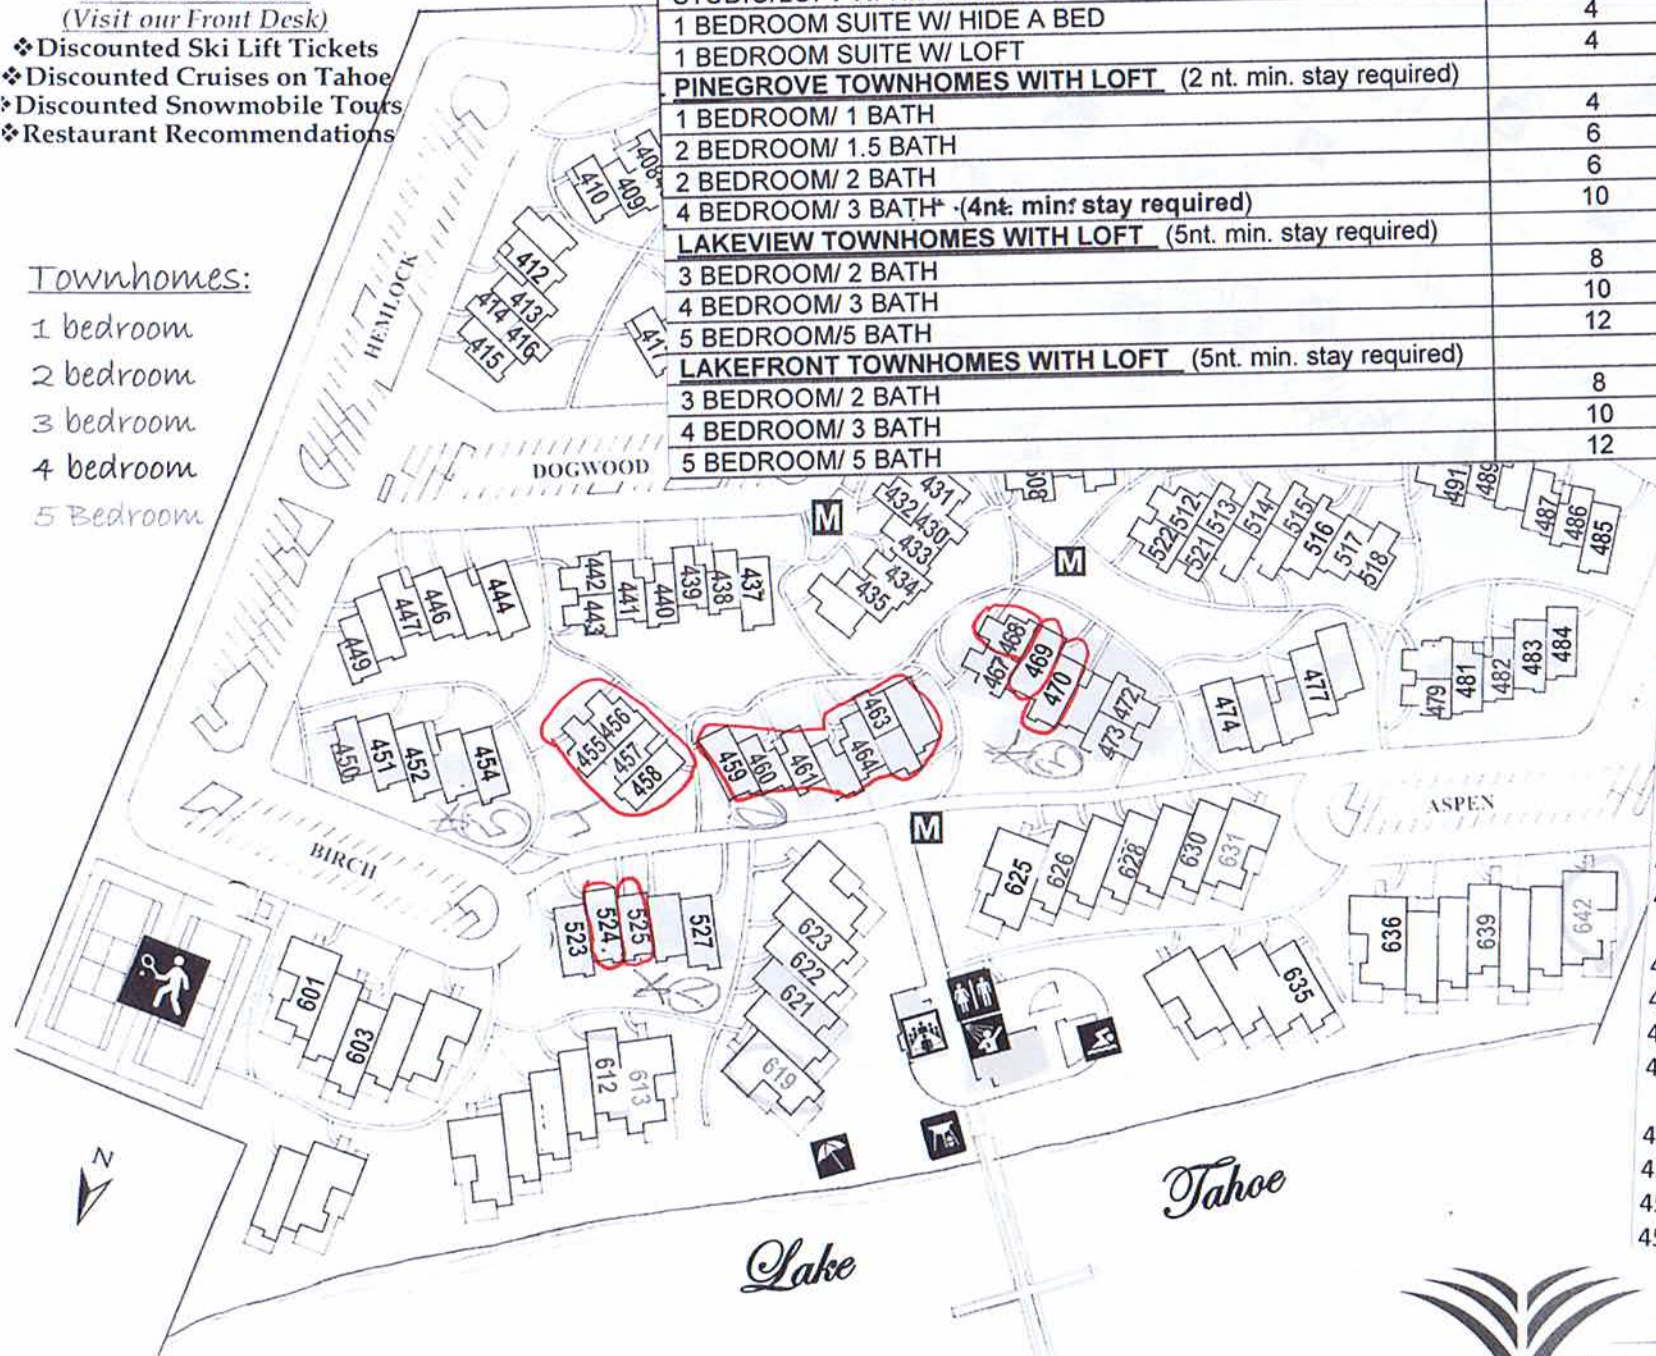 (Visit our Front Desk)
❖Discounted Ski Lift Tickets
❖Discounted Cruises on Tahoe
❖Discounted Snowmobile Tours
❖Restaurant Recommendations
1 BEDROOM SUITE W/ HIDE A BED 4
1 BEDROOM SUITE W/ LOFT 4
PINEGROVE TOWNHOMES WITH LOFT (2 nt. min. stay required)
1 BEDROOM/ 1 BATH 4
2 BEDROOM/ 1.5 BATH 6
2 BEDROOM/ 2 BATH 6
4 BEDROOM/ 3 BATH* (4nt. min. stay required) 10
LAKEVIEW TOWNHOMES WITH LOFT (5nt. min. stay required)
3 BEDROOM/ 2 BATH 8
4 BEDROOM/ 3 BATH 10
5 BEDROOM/5 BATH 12
LAKEFRONT TOWNHOMES WITH LOFT (5nt. min. stay required)
3 BEDROOM/ 2 BATH 8
4 BEDROOM/ 3 BATH 10
5 BEDROOM/ 5 BATH 12
Townhomes:
1 bedroom
2 bedroom
3 bedroom
4 bedroom
5 Bedroom
HEMLOCK
408
410 409
412
414 413
415 416
417
DOGWOOD
M
432 431
430
433
434
435
809
M
522 512
521 513
514
515
516
517
518
491 489
487 486 485
449 447 446 444
442 443 441 440 439 438 437
468
467 469
470
472
473
474 477
479 481 482 483 484
450 451 452 454
455 456
457
458
459 460 461 463
464
BIRCH
M
ASPEN
523 524 525 527
623
622
621
619
625 626 628 630 631
635
636 639 642
601
603
612 613
N
Lake
Tahoe